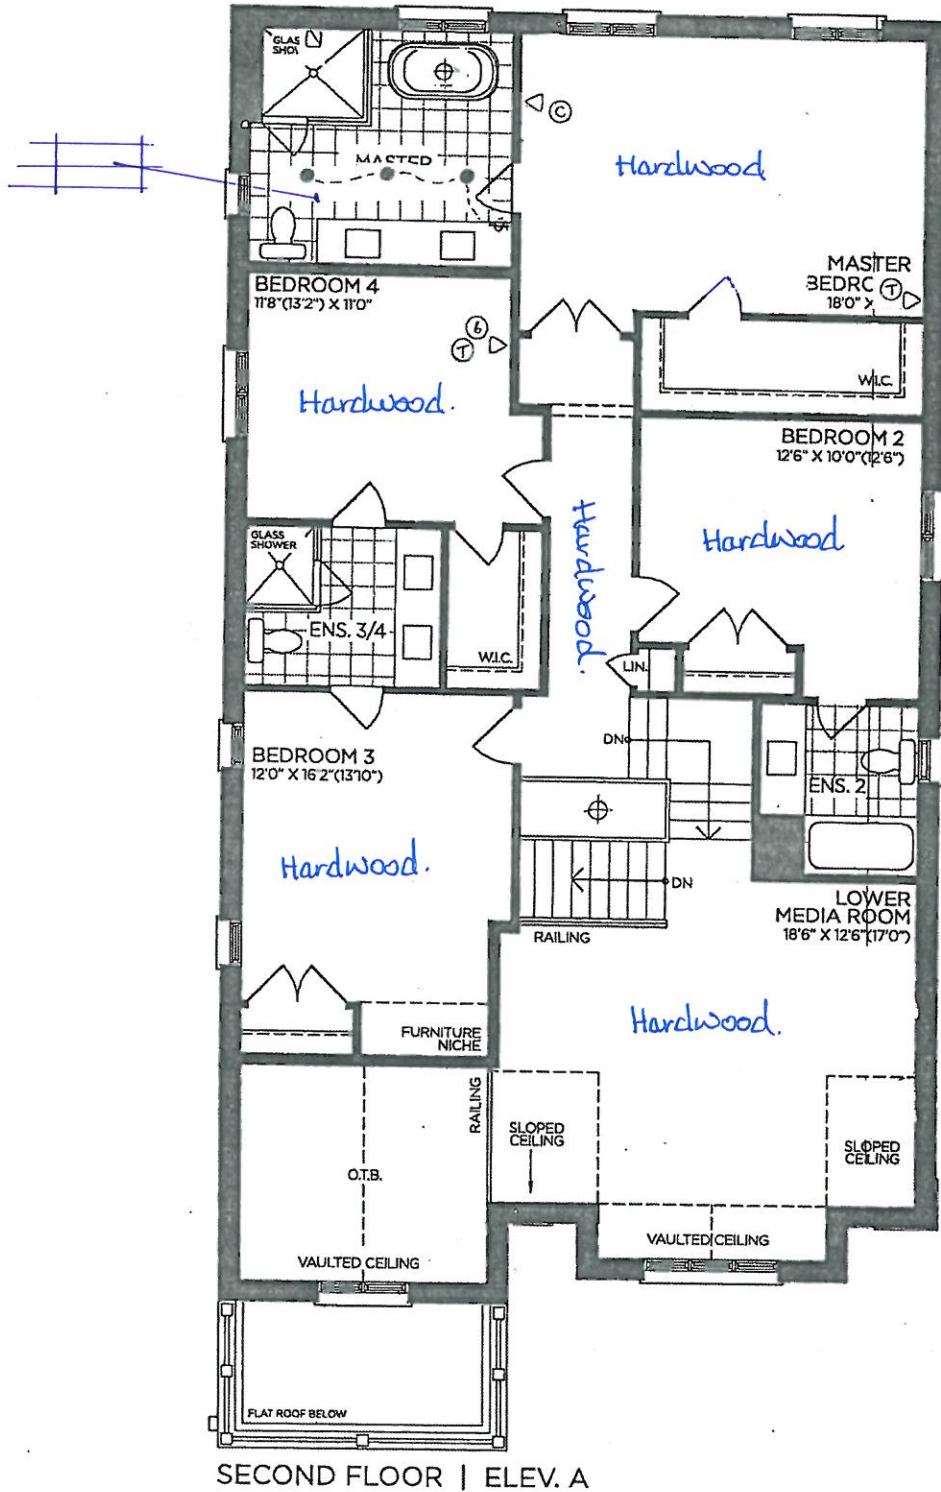 GLAS
SHO
MASTER
C
Hardwood
MASTER
BEDRO
18'0" X
T
BEDROOM 4
11'8"(13'2") X 11'0"
6
T
Hardwood.
W.I.C.
BEDROOM 2
12'6" X 10'0"(12'6")
Hardwood
Hardwood.
GLASS
SHOWER
ENS. 3/4
W.I.C.
LIN.
BEDROOM 3
12'0" X 16'2"(13'10")
DN
ENS. 2
Hardwood.
DN
RAILING
LOWER
MEDIA ROOM
18'6" X 12'6"(17'0")
Hardwood.
FURNITURE
NICHE
RAILING
SLOPED
CEILING
SLOPED
CEILING
O.T.B.
VAULTED CEILING
VAULTED CEILING
FLAT ROOF BELOW
SECOND FLOOR | ELEV. A